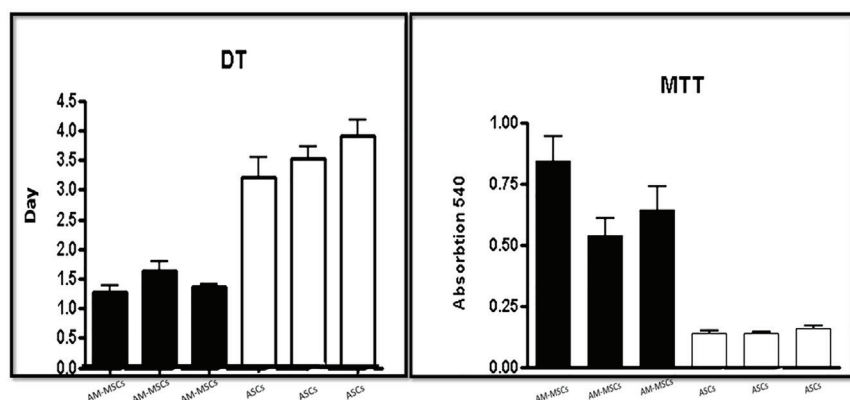 DT
4.5
4.0
3.5
3.0
2.5
2.0
1.5
1.0
0.5
0.0
Day
AM-MSCs AM-MSCs AM-MSCs ASCs ASCs ASCs
MTT
1.00
0.75
0.50
0.25
0.00
Absorbtion 540
AM-MSCs AM-MSCs AM-MSCs ASCs ASCs ASCs